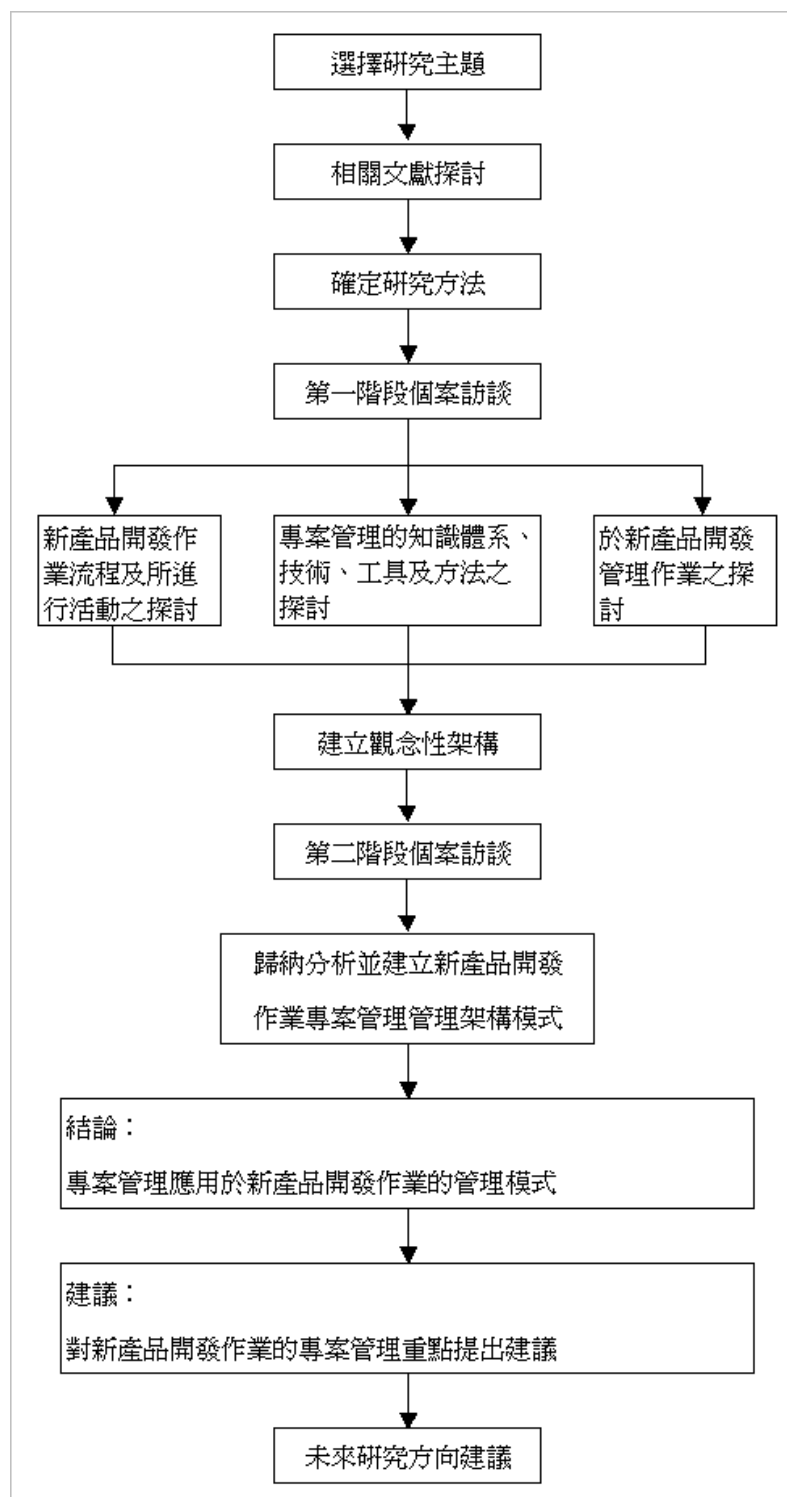 選擇研究主題
相關文獻探討
確定研究方法
第一階段個案訪談
新產品開發作
業流程及所進
行活動之探討
專案管理的知識體系、
技術、工具及方法之
探討
於新產品開發
管理作業之探
討
建立觀念性架構
第二階段個案訪談
歸納分析並建立新產品開發
作業專案管理管理架構模式
結論：
專案管理應用於新產品開發作業的管理模式
建議：
對新產品開發作業的專案管理重點提出建議
未來研究方向建議